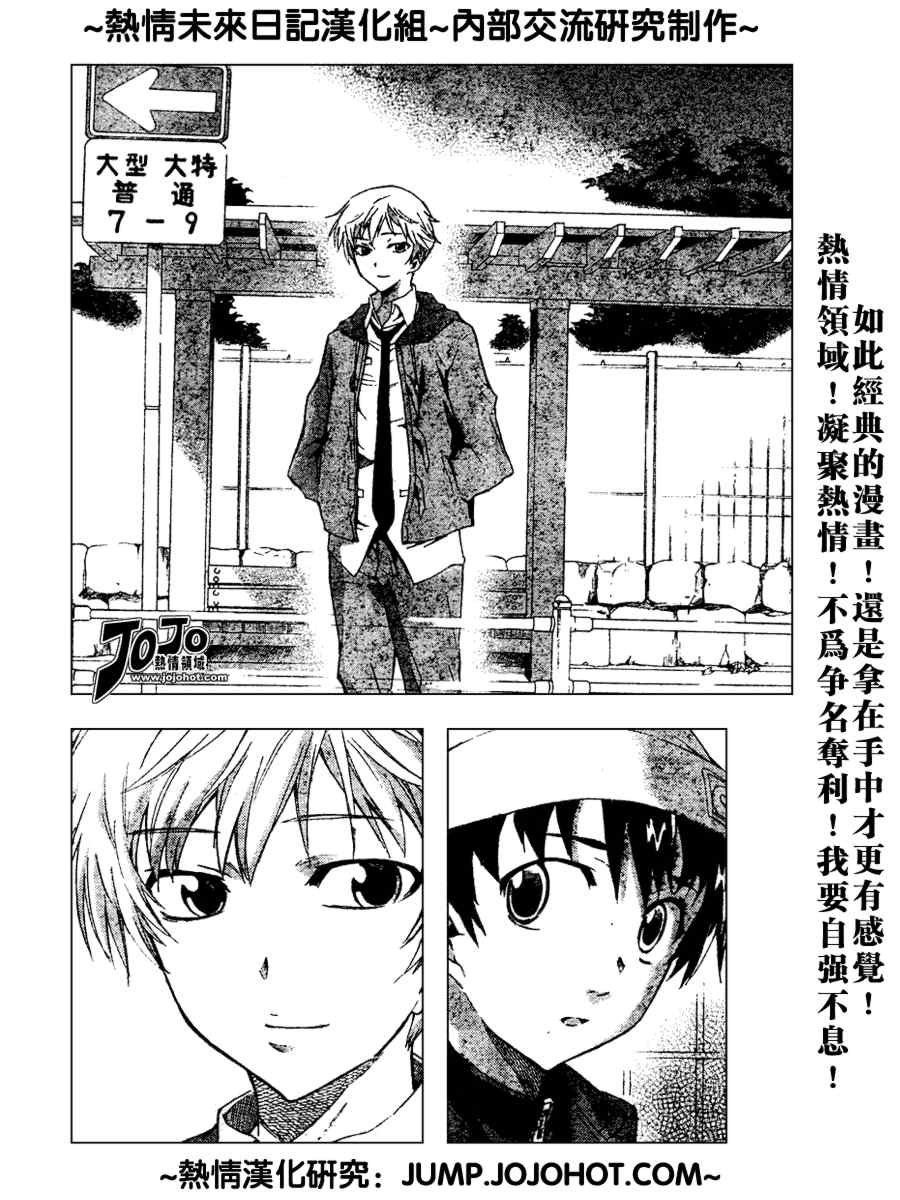 ~熱情未來日記漢化組~內部交流研究制作~
大型 大特
普 通
7 - 9
如此經典的漫畫！還是拿在手中才更有感覺！
熱情領域！凝聚熱情！不爲争名奪利！我要自强不息！
JOJO
熱情領域
www.jojohot.com
~熱情漢化研究：JUMP.JOJOHOT.COM~